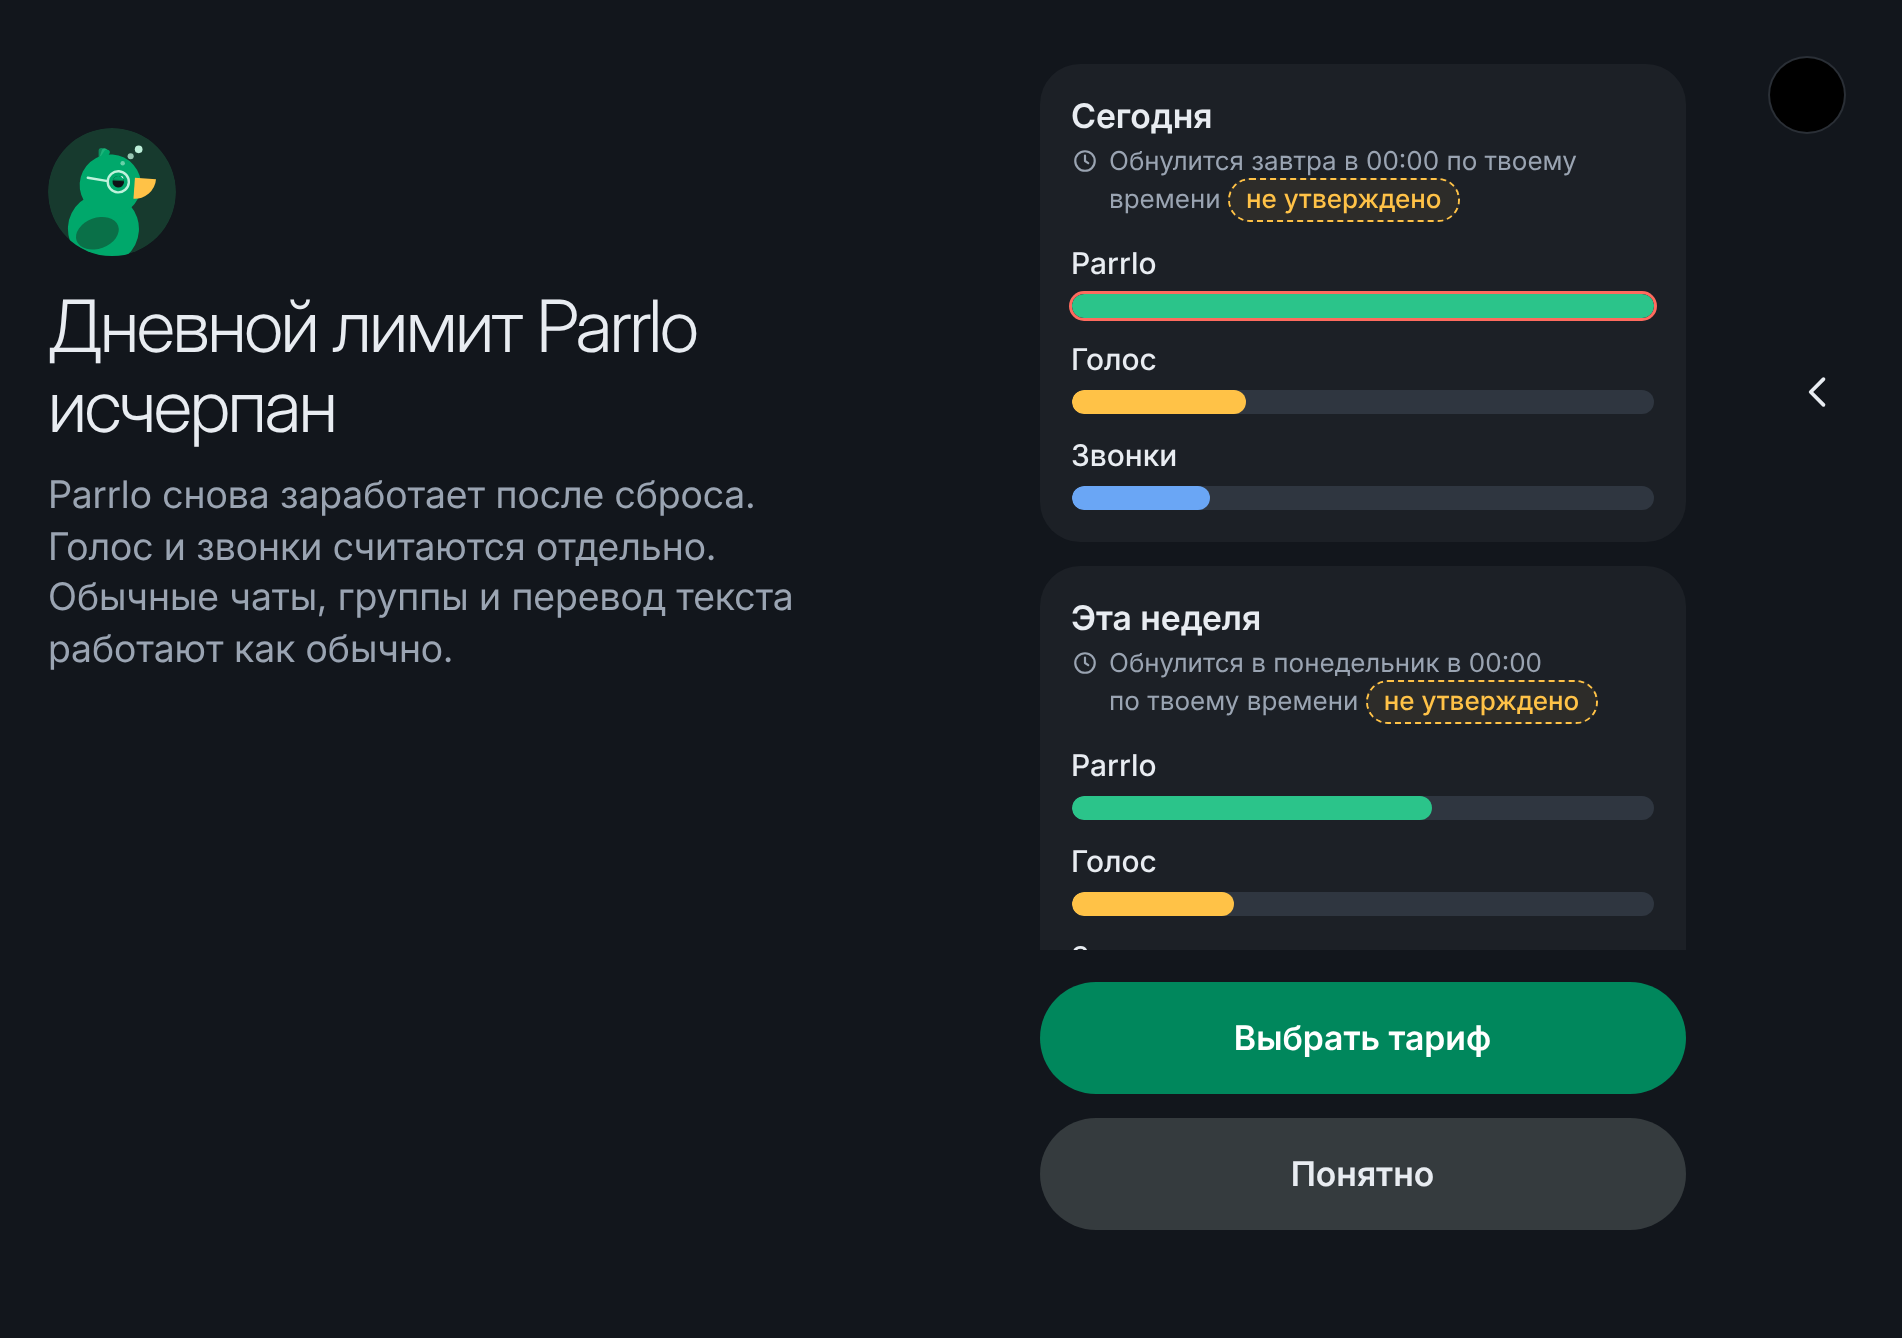 Дневной лимит Parrlo
исчерпан
Parrlo снова заработает после сброса.
Голос и звонки считаются отдельно.
Обычные чаты, группы и перевод текста
работают как обычно.
Сегодня
Обнулится завтра в 00:00 по твоему
времени не утверждено
Parrlo
Голос
Звонки
Эта неделя
Обнулится в понедельник в 00:00
по твоему времени не утверждено
Parrlo
Голос
Выбрать тариф
Понятно